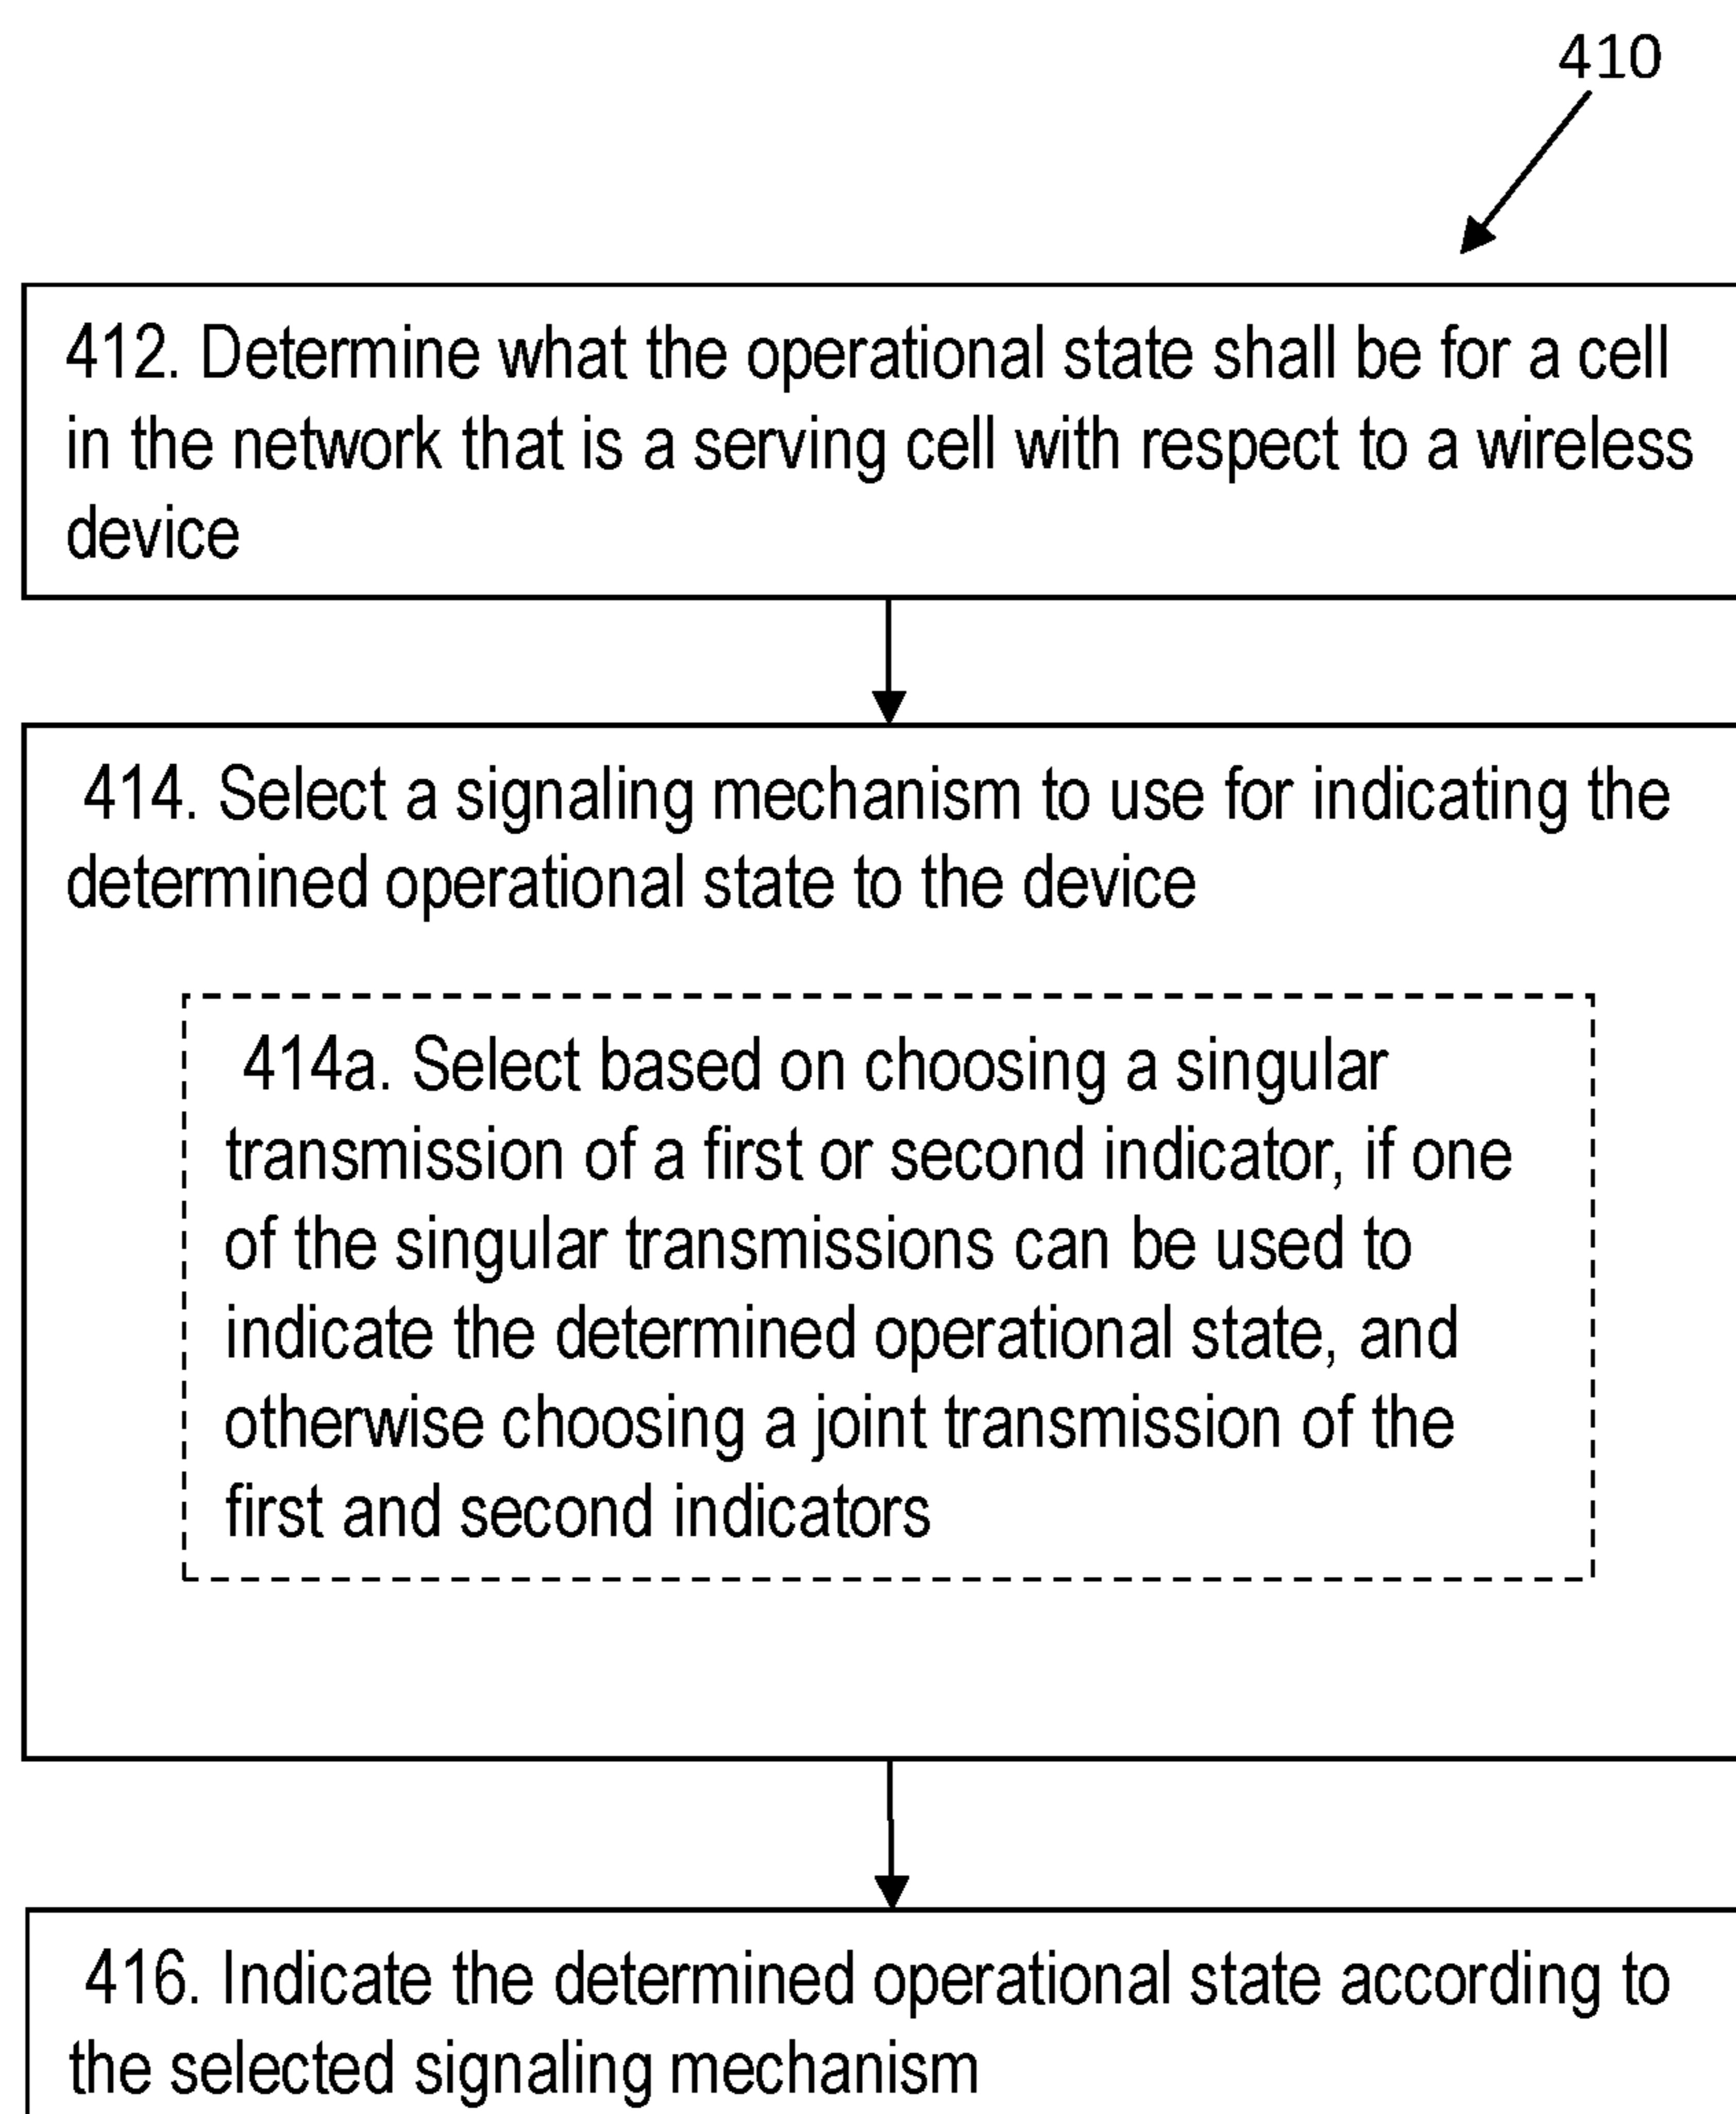 410
412. Determine what the operational state shall be for a cell
in the network that is a serving cell with respect to a wireless
device
414. Select a signaling mechanism to use for indicating the
determined operational state to the device
414a. Select based on choosing a singular
transmission of a first or second indicator, if one
of the singular transmissions can be used to
indicate the determined operational state, and
otherwise choosing a joint transmission of the
first and second indicators
416. Indicate the determined operational state according to
the selected signaling mechanism